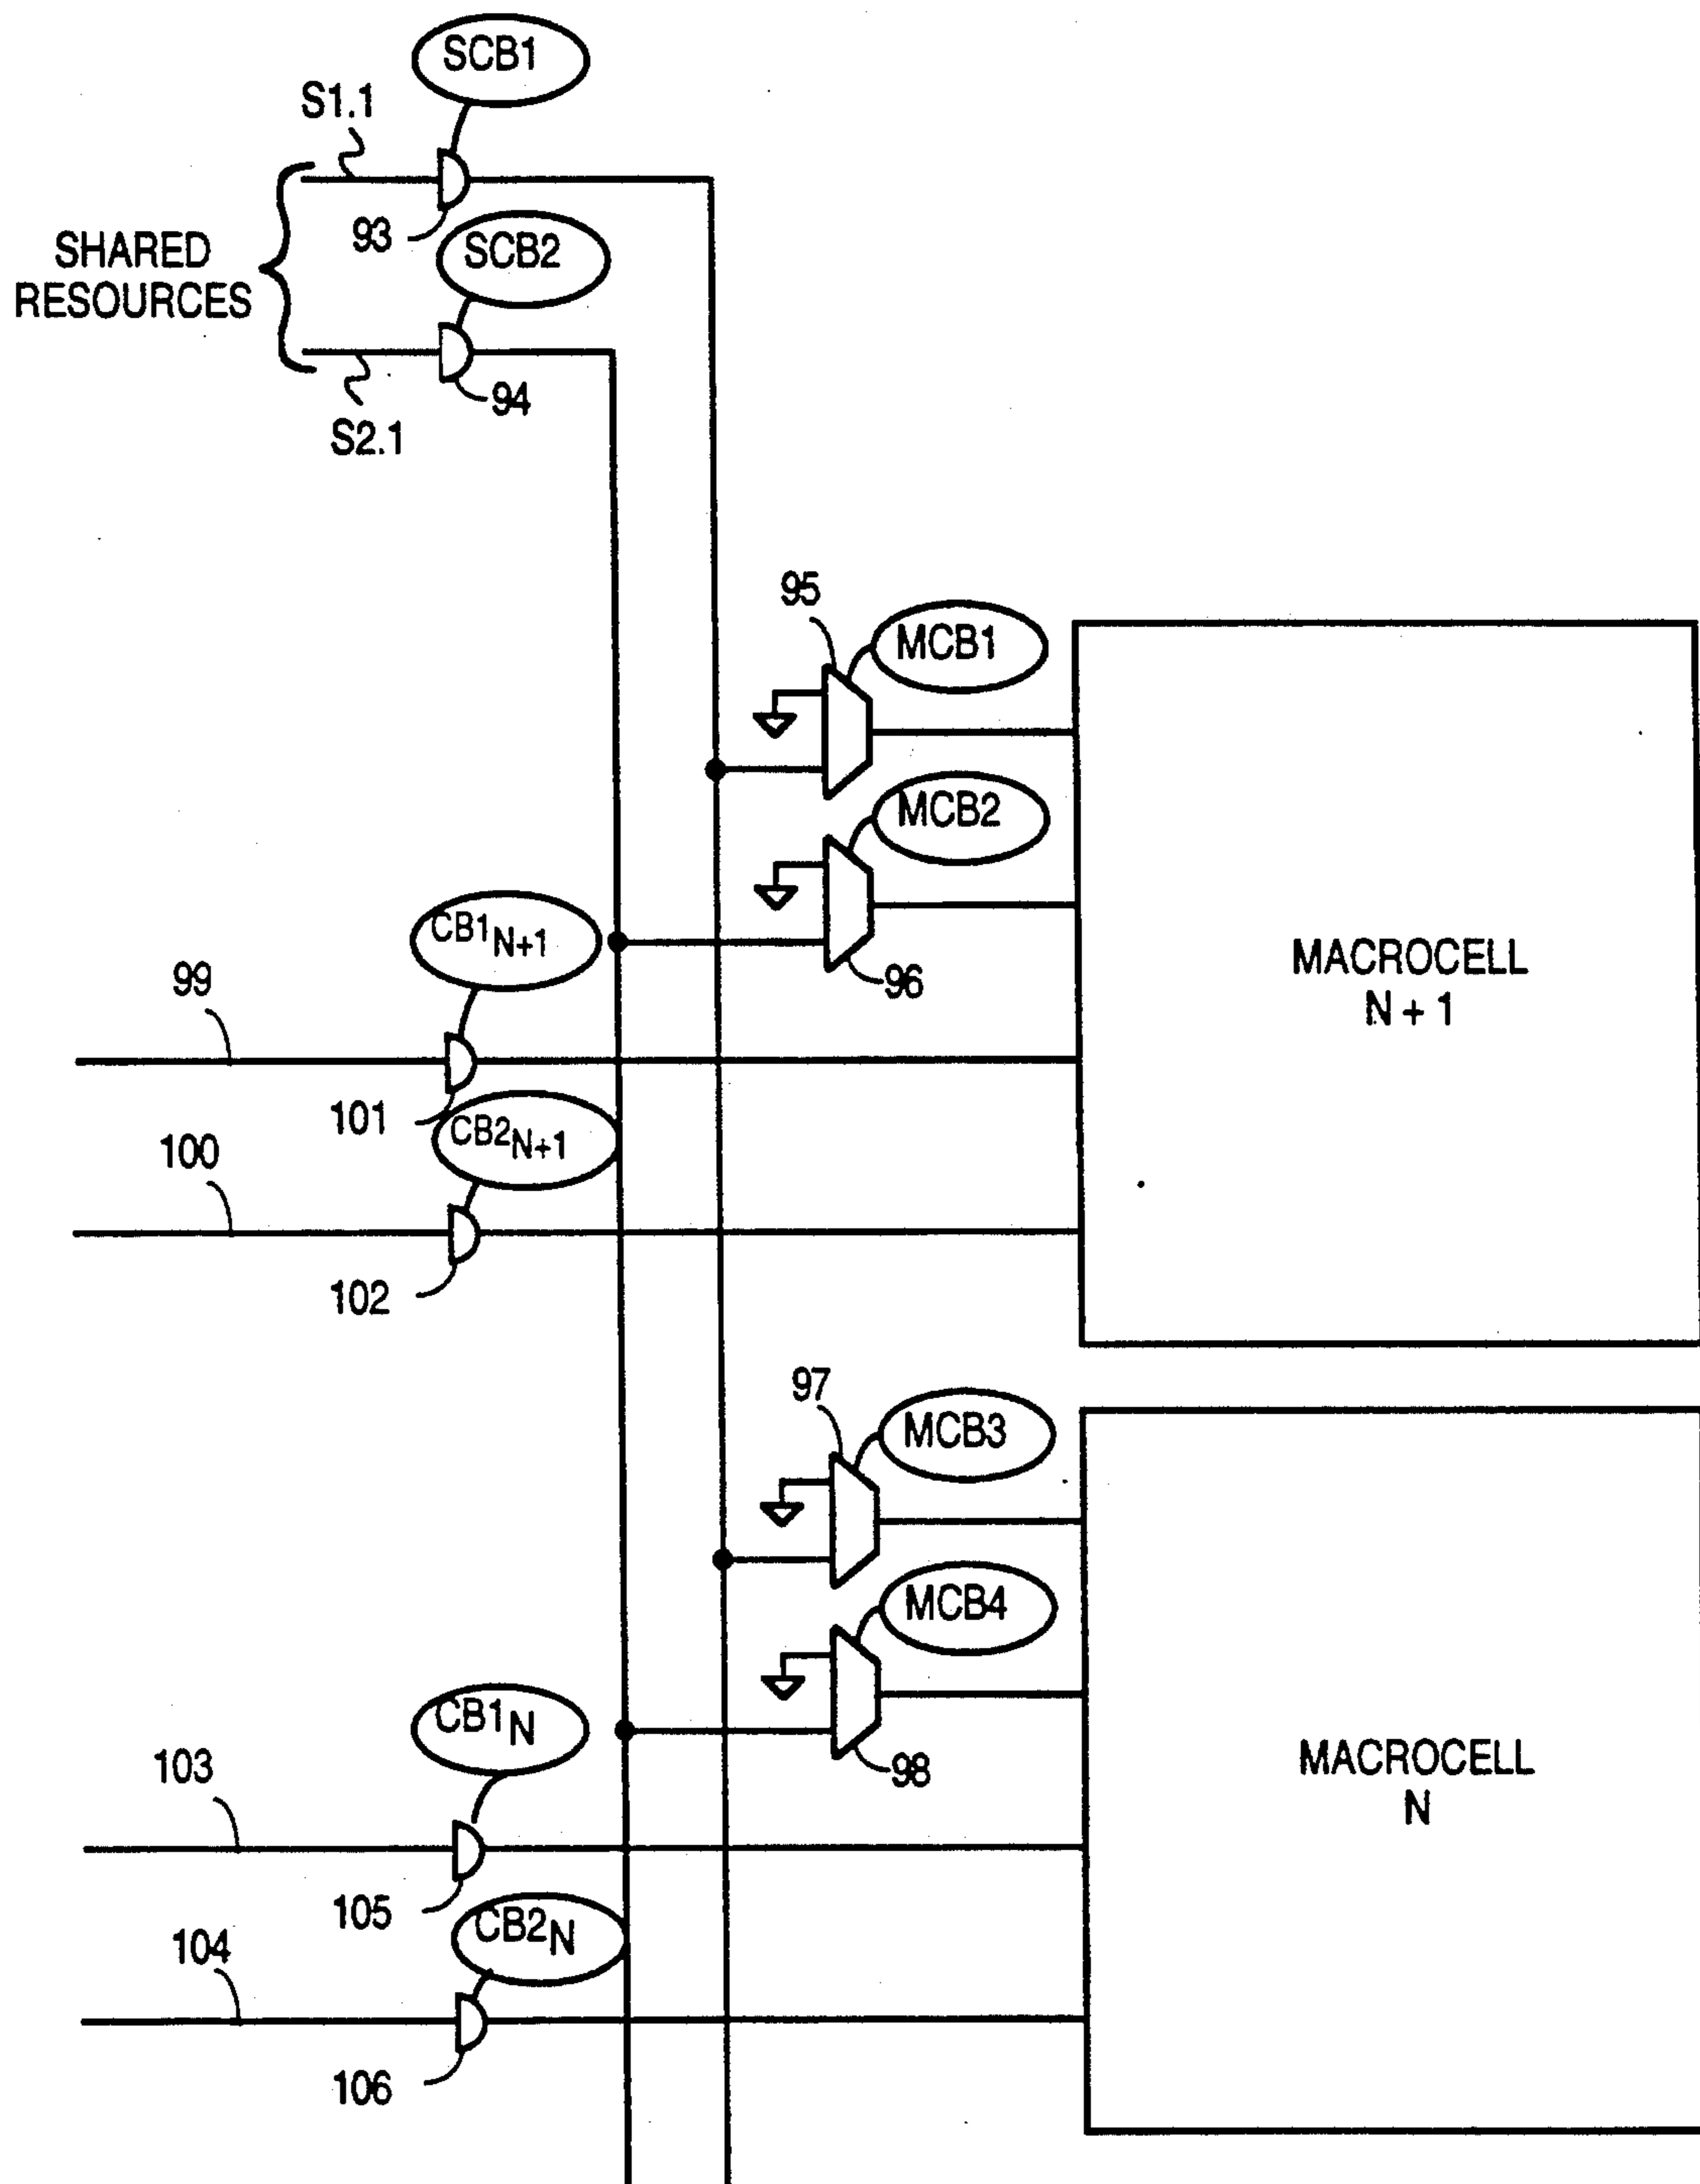 SCB1
S1.1
93
SCB2
SHARED
RESOURCES
94
S2.1
95
MCB1
MCB2
CB1N+1
96
MACROCELL
N + 1
99
101
CB2N+1
100
102
97
MCB3
MCB4
CB1N
98
MACROCELL
N
103
105
CB2N
104
106